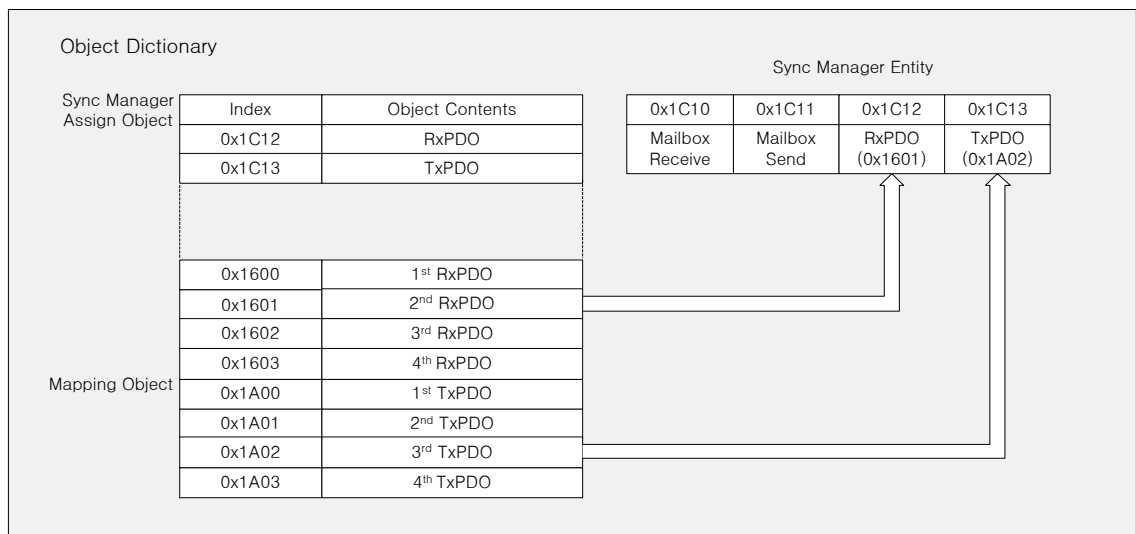 Object Dictionary
Sync Manager Entity
Sync Manager
Assign Object
Index Object Contents
0x1C12 RxPDO
0x1C13 TxPDO
0x1C10 0x1C11 0x1C12 0x1C13
Mailbox Receive Mailbox Send RxPDO (0x1601) TxPDO (0x1A02)
Mapping Object
0x1600 1st RxPDO
0x1601 2nd RxPDO
0x1602 3rd RxPDO
0x1603 4th RxPDO
0x1A00 1st TxPDO
0x1A01 2nd TxPDO
0x1A02 3rd TxPDO
0x1A03 4th TxPDO